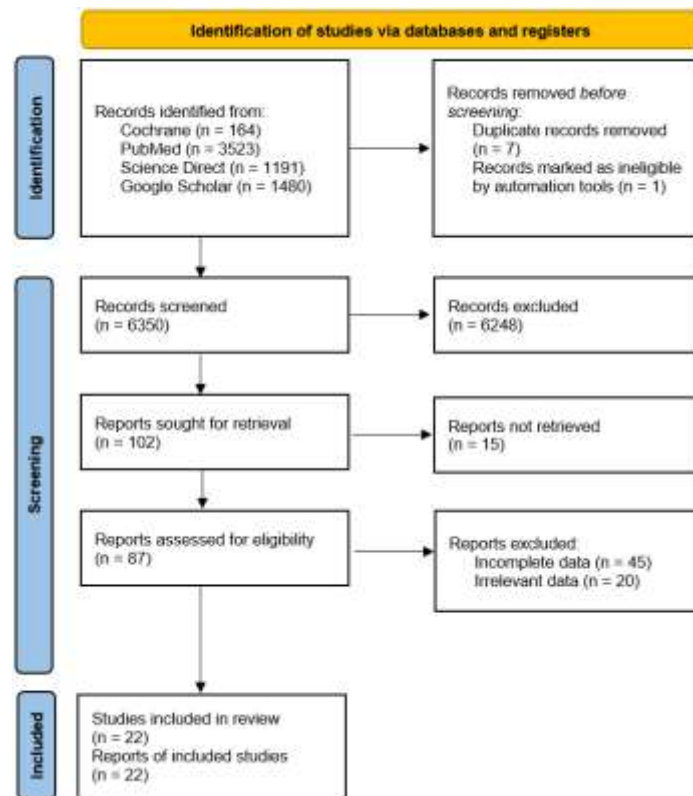 Identification of studies via databases and registers
Identification
Records identified from:
Cochrane (n = 164)
PubMed (n = 3523)
Science Direct (n = 1191)
Google Scholar (n = 1480)
Records removed before
screening:
Duplicate records removed
(n = 7)
Records marked as ineligible
by automation tools (n = 1)
Screening
Records screened
(n = 6350)
Records excluded
(n = 6248)
Reports sought for retrieval
(n = 102)
Reports not retrieved
(n = 15)
Reports assessed for eligibility
(n = 87)
Reports excluded:
Incomplete data (n = 45)
Irrelevant data (n = 20)
Included
Studies included in review
(n = 22)
Reports of included studies
(n = 22)